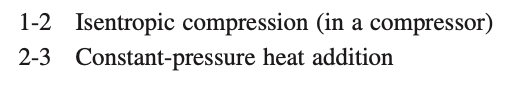 1-2 Isentropic compression (in a compressor)
2-3 Constant-pressure heat addition